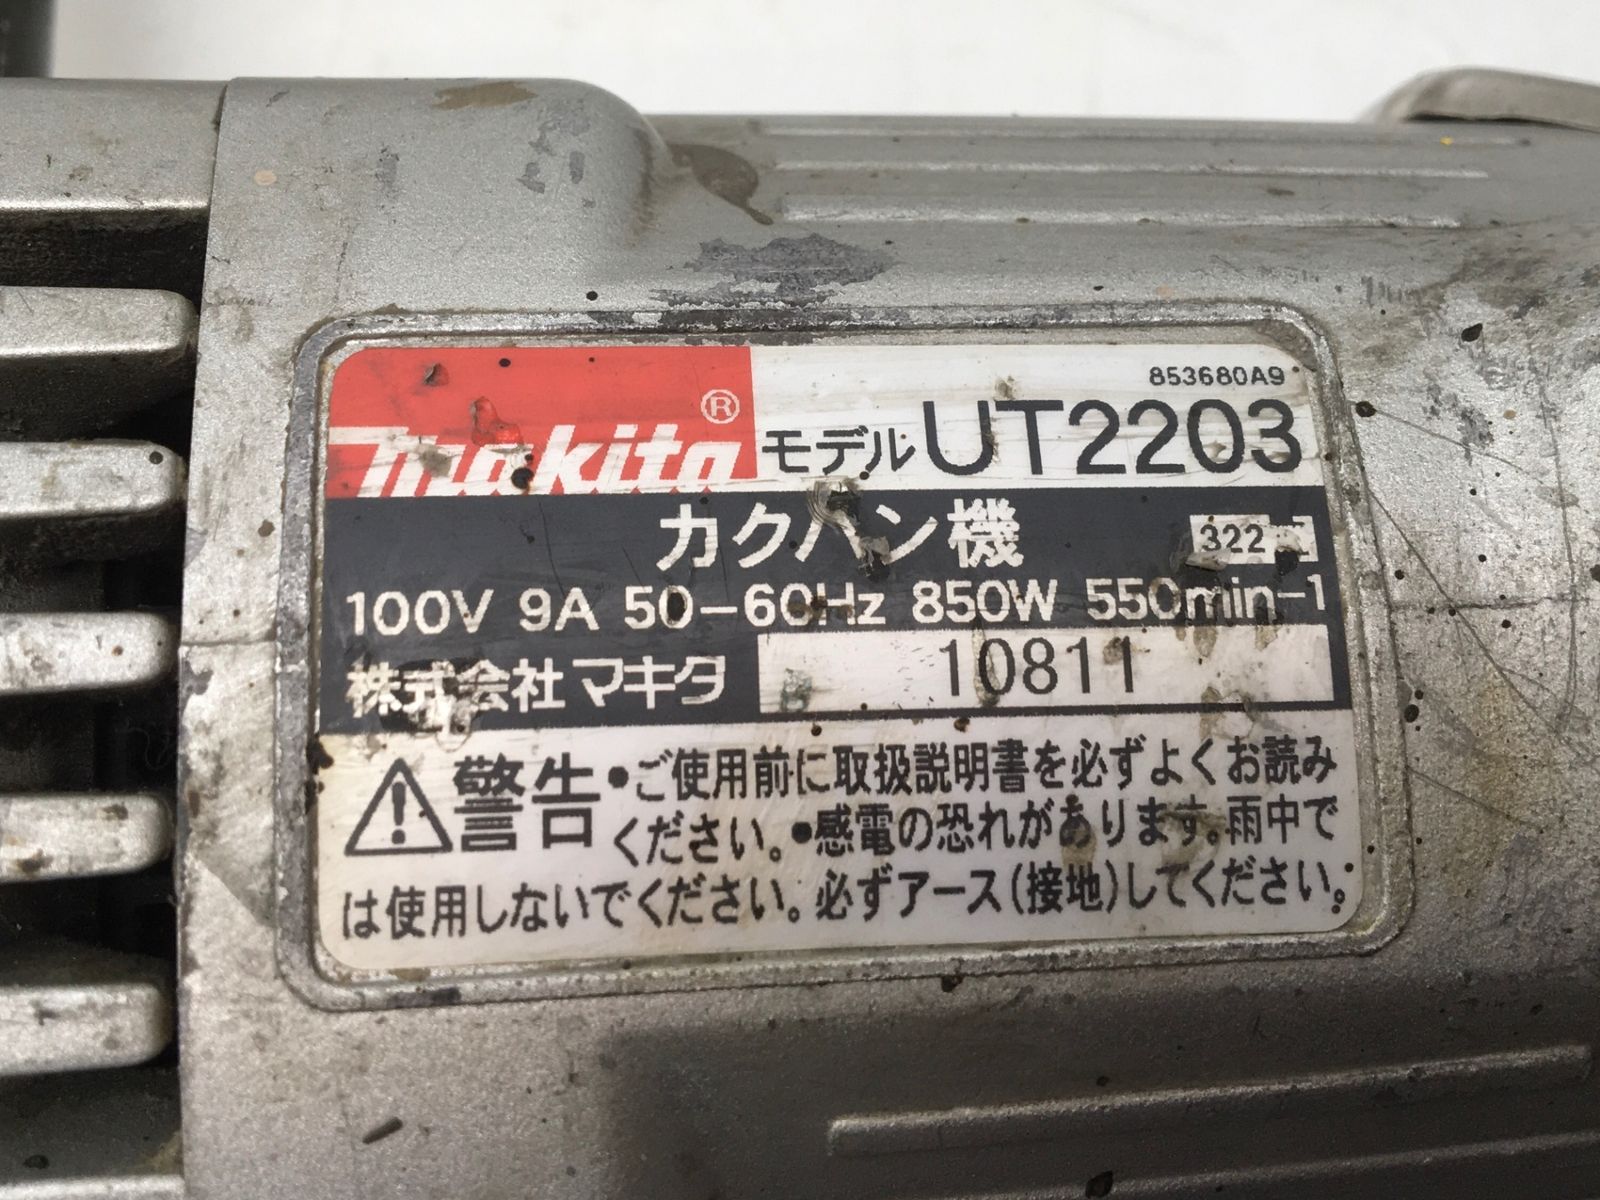 853680A9
makita® モデル UT2203
カクハン機 322
100V 9A 50-60Hz 850W 550min-1
株式会社マキタ 10811
警告 ●ご使用前に取扱説明書を必ずよくお読み
ください。●感電の恐れがあります。雨中で
は使用しないでください。必ずアース(接地)してください。